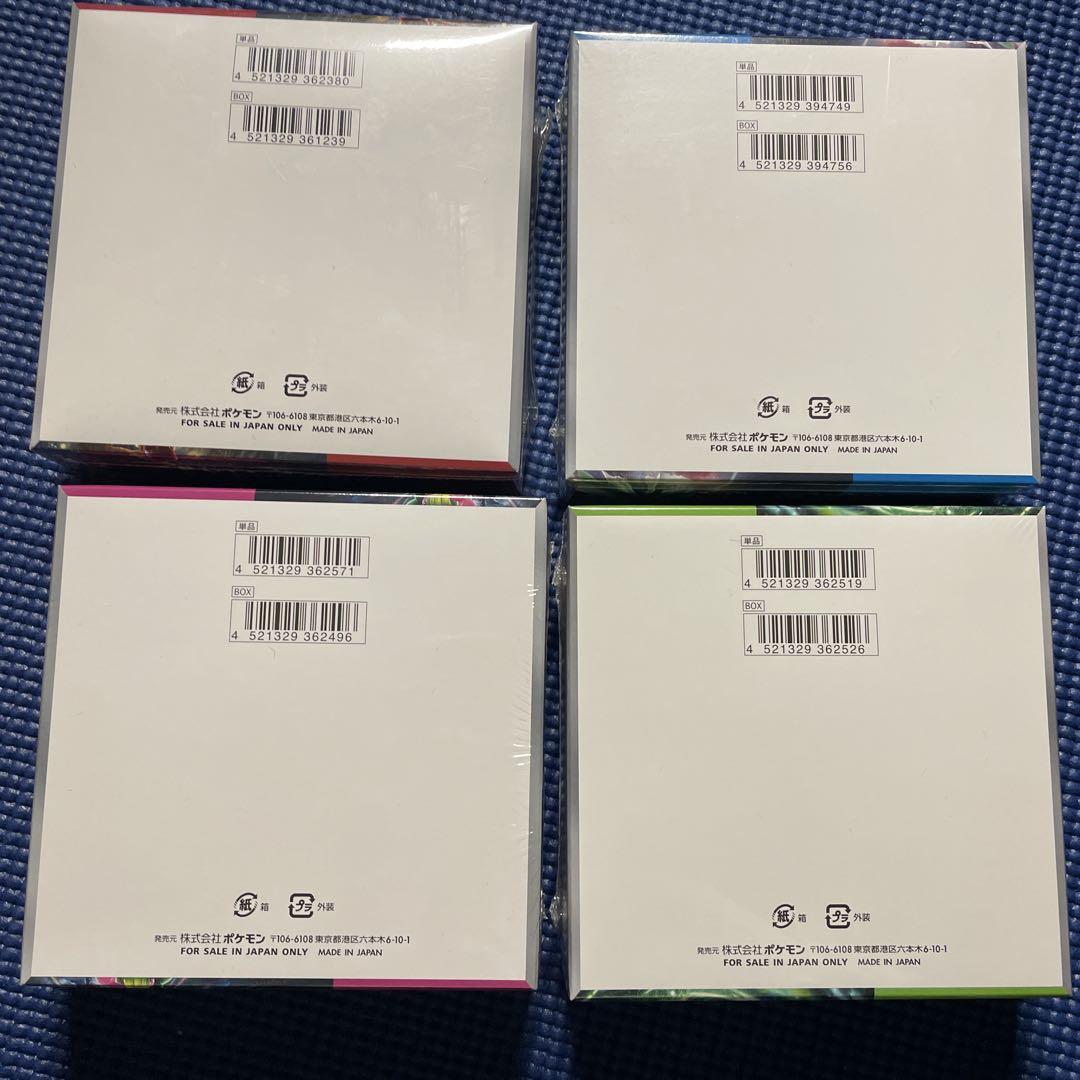 単品
4 521329 362380
BOX
4 521329 361239
紙 箱 プラ 外装
発売元 株式会社ポケモン 〒106-6108 東京都港区六本木6-10-1
FOR SALE IN JAPAN ONLY MADE IN JAPAN
単品
4 521329 394749
BOX
4 521329 394756
紙 箱 プラ 外装
発売元 株式会社ポケモン 〒106-6108 東京都港区六本木6-10-1
FOR SALE IN JAPAN ONLY MADE IN JAPAN
単品
4 521329 362571
BOX
4 521329 362496
紙 箱 プラ 外装
発売元 株式会社ポケモン 〒106-6108 東京都港区六本木6-10-1
FOR SALE IN JAPAN ONLY MADE IN JAPAN
単品
4 521329 362519
BOX
4 521329 362526
紙 箱 プラ 外装
発売元 株式会社ポケモン 〒106-6108 東京都港区六本木6-10-1
FOR SALE IN JAPAN ONLY MADE IN JAPAN